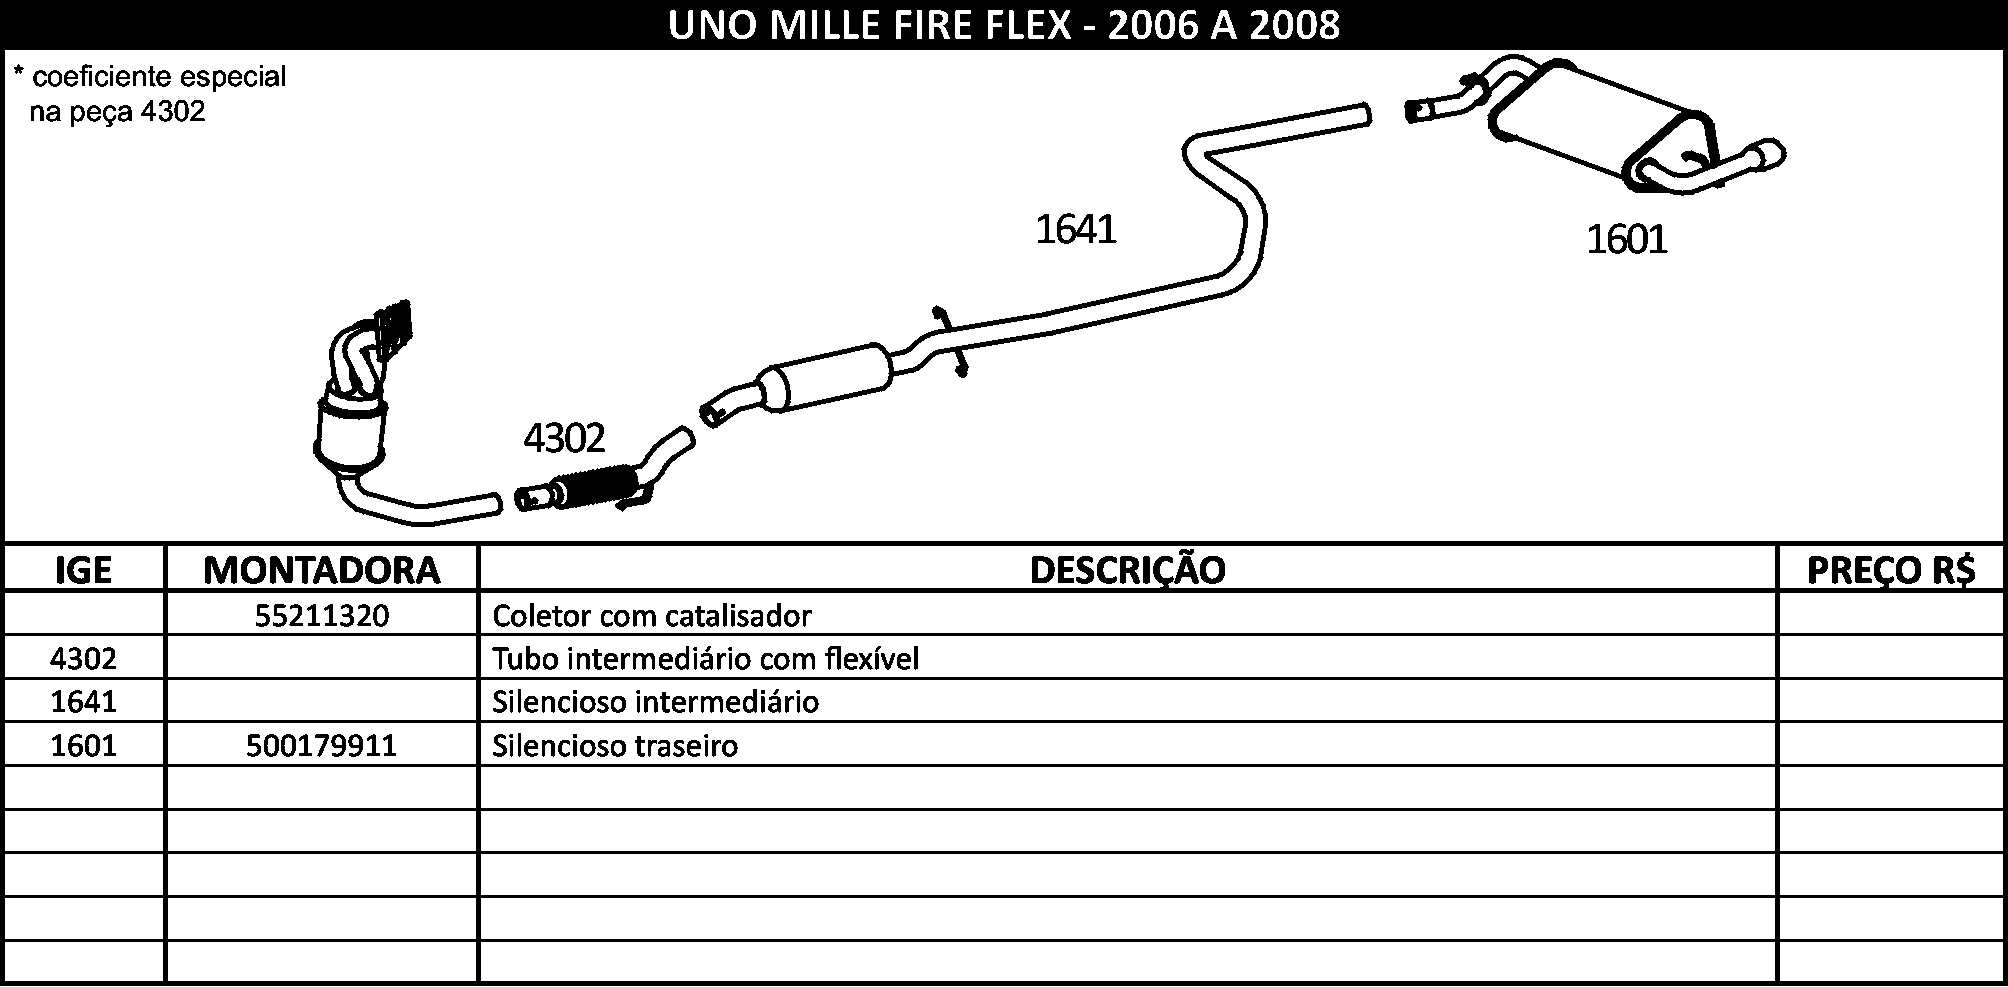 UNO MILLE FIRE FLEX - 2006 A 2008
* coeficiente especial
na peça 4302
1641
1601
4302
IGE MONTADORA DESCRIÇÃO PREÇO R$
55211320 Coletor com catalisador
4302 Tubo intermediário com flexível
1641 Silencioso intermediário
1601 500179911 Silencioso traseiro